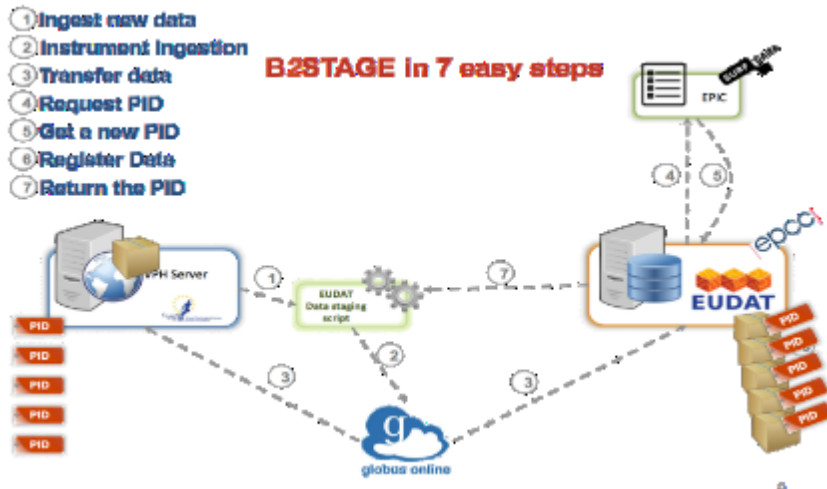 1 Ingest new data
2 Instrument Ingestion
3 Transfer data
4 Request PID
5 Get a new PID
6 Register Data
7 Return the PID
B2STAGE in 7 easy steps
EPIC
4
5
epcc
VPH Server
1
EUDAT
Data staging
script
7
EUDAT
2
3
3
g
globus online
PID
PID
PID
PID
PID
PID
PID
PID
PID
PID